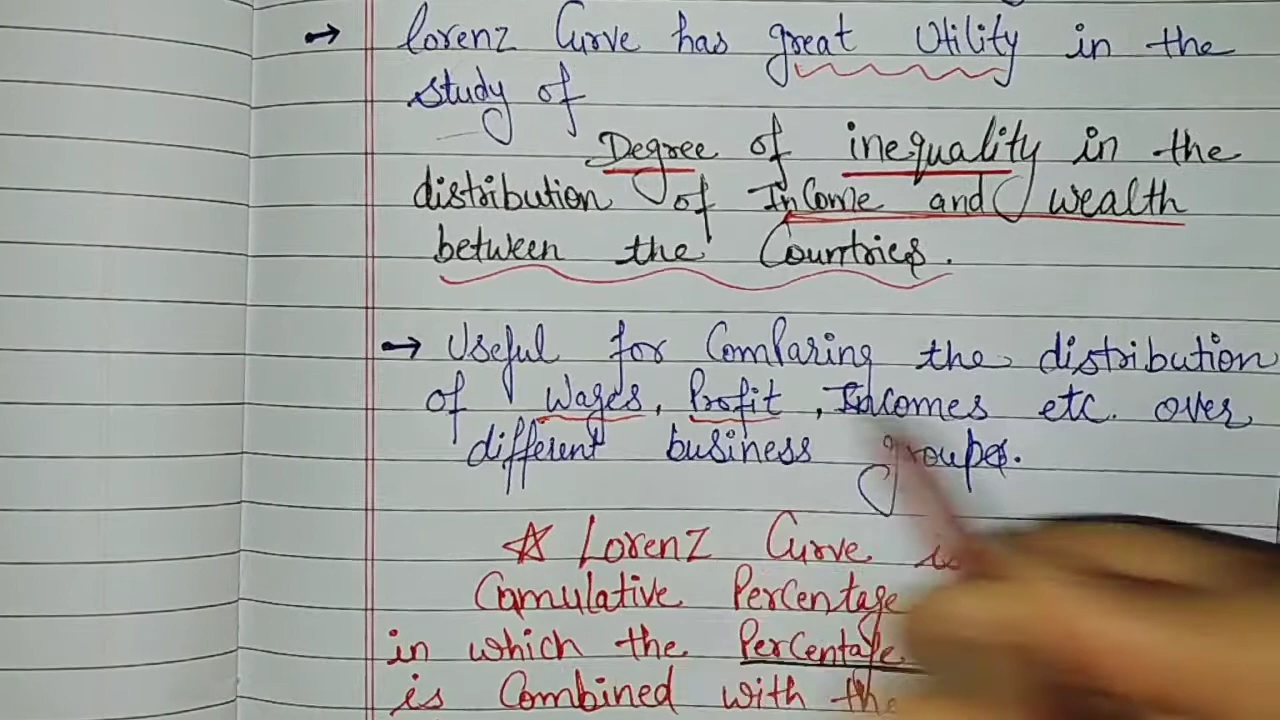 → Lorenz Curve has great Utility in the
study of
Degree of inequality in the
distribution of Income and wealth
between the Countries.
→ Useful for Comparing the distribution
of Wages, Profit, Incomes etc. over
different business groups.
☆ Lorenz Curve is
Camulative Percentage
in which the Percentage
is Combined with the